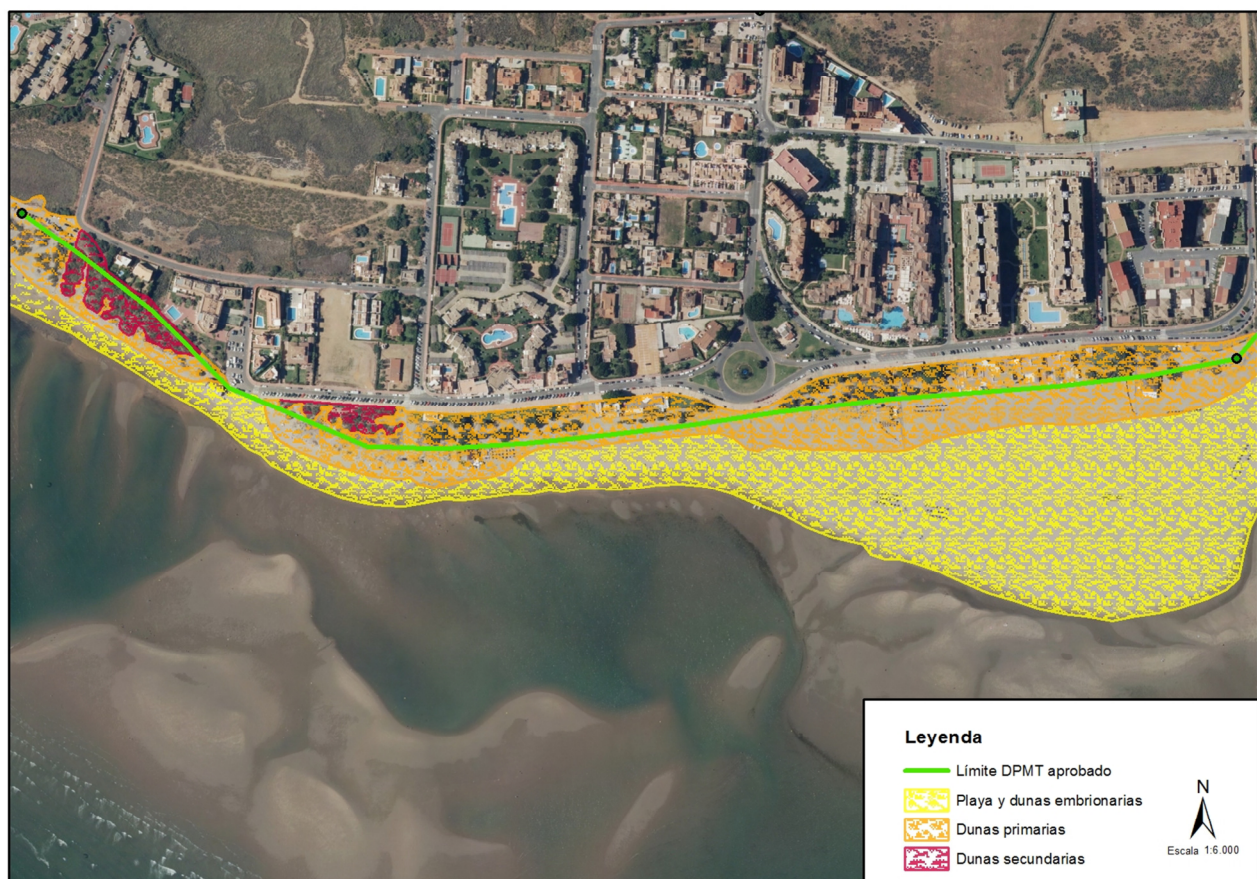 Leyenda
Límite DPMT aprobado
Playa y dunas embrionarias
Dunas primarias
Dunas secundarias
N
Escala 1:6.000